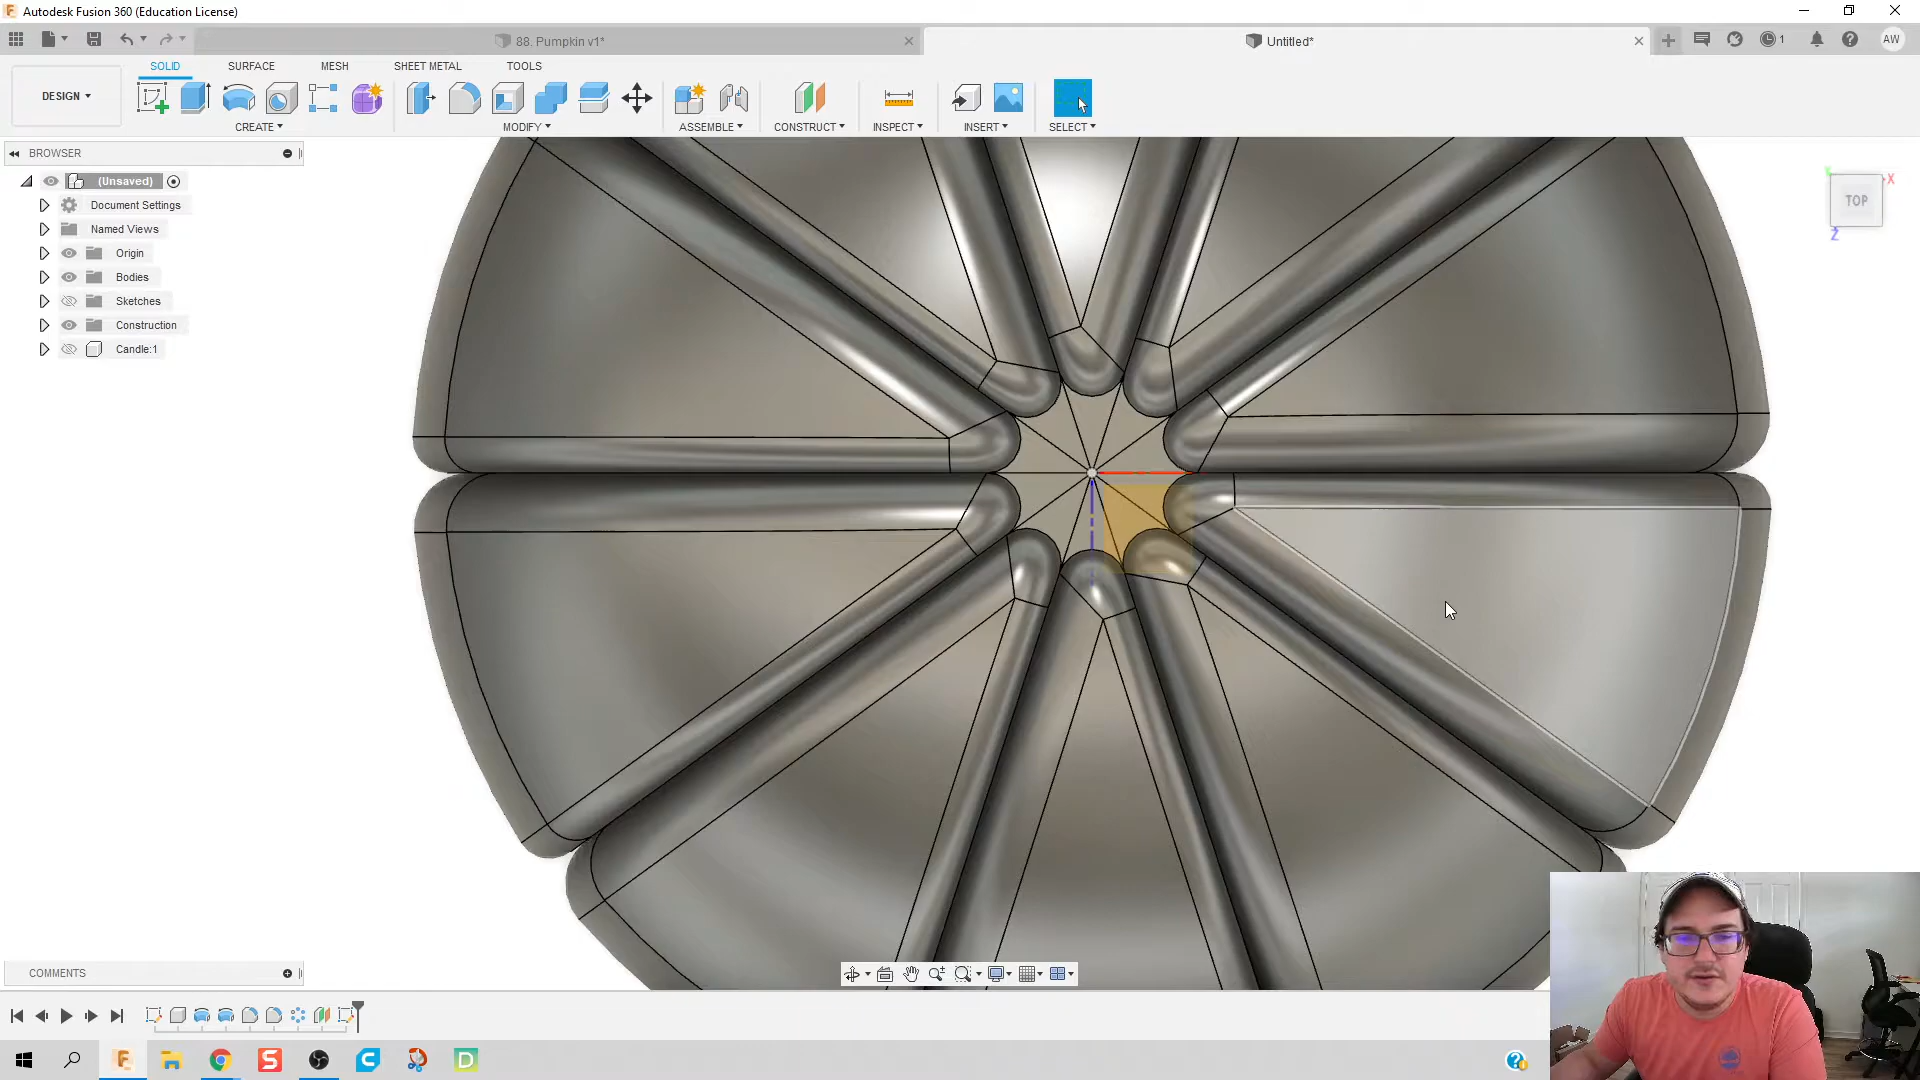 Autodesk Fusion 360 (Education License)
88. Pumpkin v1*
Untitled*
1
AW
DESIGN
SOLID
SURFACE
MESH
SHEET METAL
TOOLS
CREATE
MODIFY
ASSEMBLE
CONSTRUCT
INSPECT
INSERT
SELECT
BROWSER
(Unsaved)
Document Settings
Named Views
Origin
Bodies
Sketches
Construction
Candle:1
TOP
X
Z
COMMENTS